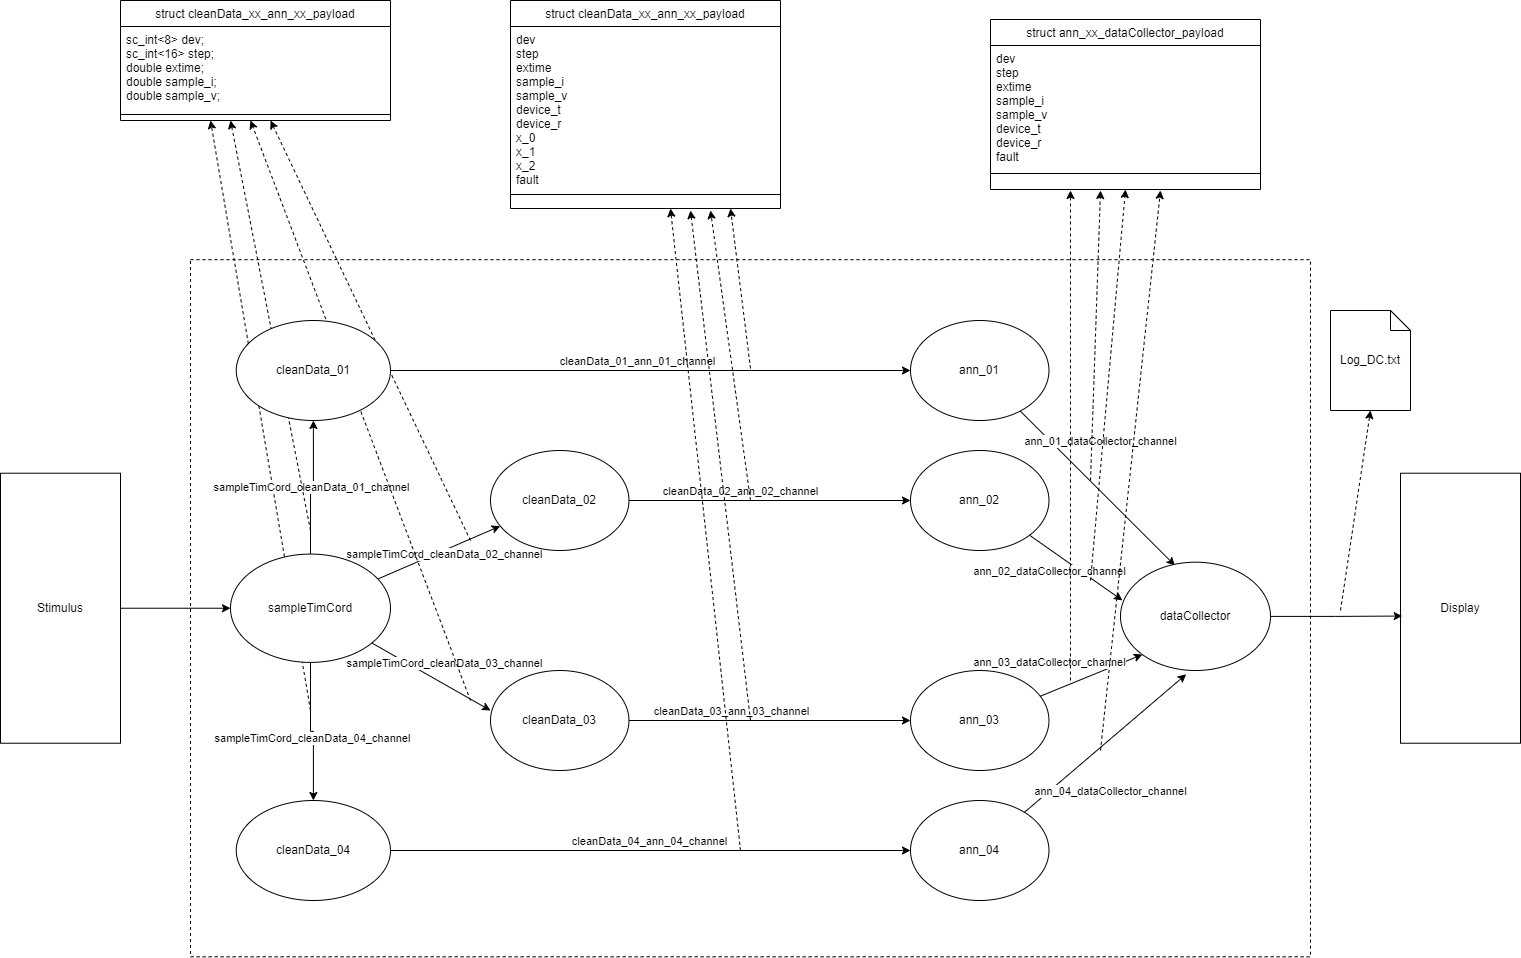 struct cleanData_xx_ann_xx_payload
sc_int<8> dev;
sc_int<16> step;
double extime;
double sample_i;
double sample_v;
struct cleanData_xx_ann_xx_payload
dev
step
extime
sample_i
sample_v
device_t
device_r
x_0
x_1
x_2
fault
struct ann_xx_dataCollector_payload
dev
step
extime
sample_i
sample_v
device_t
device_r
fault
Log_DC.txt
cleanData_01
cleanData_01_ann_01_channel
ann_01
ann_01_dataCollector_channel
sampleTimCord_cleanData_01_channel
cleanData_02
cleanData_02_ann_02_channel
ann_02
sampleTimCord_cleanData_02_channel
ann_02_dataCollector_channel
Stimulus
sampleTimCord
dataCollector
Display
sampleTimCord_cleanData_03_channel
ann_03_dataCollector_channel
cleanData_03
cleanData_03_ann_03_channel
ann_03
sampleTimCord_cleanData_04_channel
ann_04_dataCollector_channel
cleanData_04
cleanData_04_ann_04_channel
ann_04